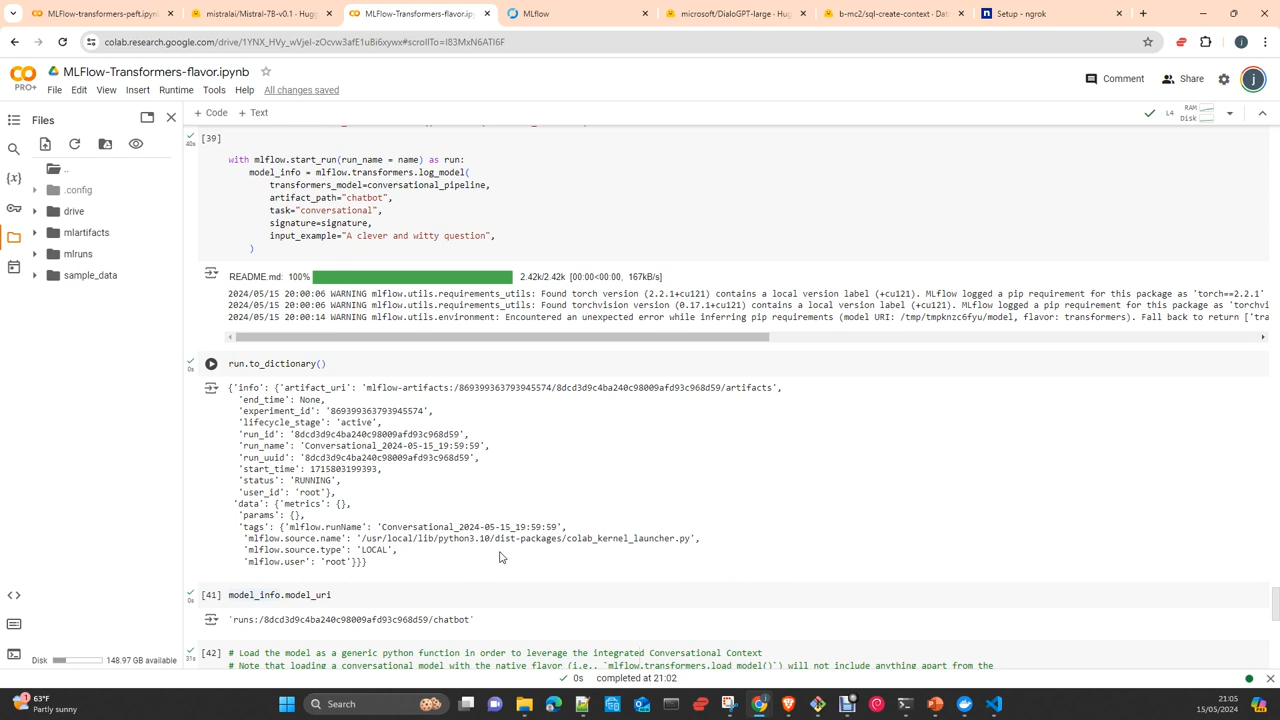 MLFlow-transformers-peft.ipynb
mistralai/Mistral-7B-v0.1 · Hugg
MLFlow-Transformers-flavor.ipy
MLflow
microsoft/DialoGPT-large · Hug
b-mc2/sql-create-context · Dat
Setup - ngrok
colab.research.google.com/drive/1YNX_HVy_wVjeI-zOcvw3afE1uBi6xywx#scrollTo=I83MxN6ATI6F
MLFlow-Transformers-flavor.ipynb
PRO+
File Edit View Insert Runtime Tools Help All changes saved
Comment
Share
Files
+ Code + Text
L4 RAM
Disk
..
.config
drive
mlartifacts
mlruns
sample_data
[39]
40s
with mlflow.start_run(run_name = name) as run:
model_info = mlflow.transformers.log_model(
transformers_model=conversational_pipeline,
artifact_path="chatbot",
task="conversational",
signature=signature,
input_example="A clever and witty question",
)
README.md: 100% 2.42k/2.42k [00:00<00:00, 167kB/s]
2024/05/15 20:00:06 WARNING mlflow.utils.requirements_utils: Found torch version (2.2.1+cu121) contains a local version label (+cu121). MLflow logged a pip requirement for this package as 'torch==2.2.1'
2024/05/15 20:00:06 WARNING mlflow.utils.requirements_utils: Found torchvision version (0.17.1+cu121) contains a local version label (+cu121). MLflow logged a pip requirement for this package as 'torchvi
2024/05/15 20:00:14 WARNING mlflow.utils.environment: Encountered an unexpected error while inferring pip requirements (model URI: /tmp/tmpknzc6fyu/model, flavor: transformers). Fall back to return ['tra
0s
run.to_dictionary()
{'info': {'artifact_uri': 'mlflow-artifacts:/869399363793945574/8dcd3d9c4ba240c98009afd93c968d59/artifacts',
'end_time': None,
'experiment_id': '869399363793945574',
'lifecycle_stage': 'active',
'run_id': '8dcd3d9c4ba240c98009afd93c968d59',
'run_name': 'Conversational_2024-05-15_19:59:59',
'run_uuid': '8dcd3d9c4ba240c98009afd93c968d59',
'start_time': 1715803199393,
'status': 'RUNNING',
'user_id': 'root'},
'data': {'metrics': {},
'params': {},
'tags': {'mlflow.runName': 'Conversational_2024-05-15_19:59:59',
'mlflow.source.name': '/usr/local/lib/python3.10/dist-packages/colab_kernel_launcher.py',
'mlflow.source.type': 'LOCAL',
'mlflow.user': 'root'}}}
[41] model_info.model_uri
0s
'runs:/8dcd3d9c4ba240c98009afd93c968d59/chatbot'
[42] # Load the model as a generic python function in order to leverage the integrated Conversational Context
31s
# Note that loading a conversational model with the native flavor (i.e., `mlflow.transformers.load_model()`) will not include anything apart from the
Disk 148.97 GB available
0s completed at 21:02
63°F
Partly sunny
Search
21:05
15/05/2024